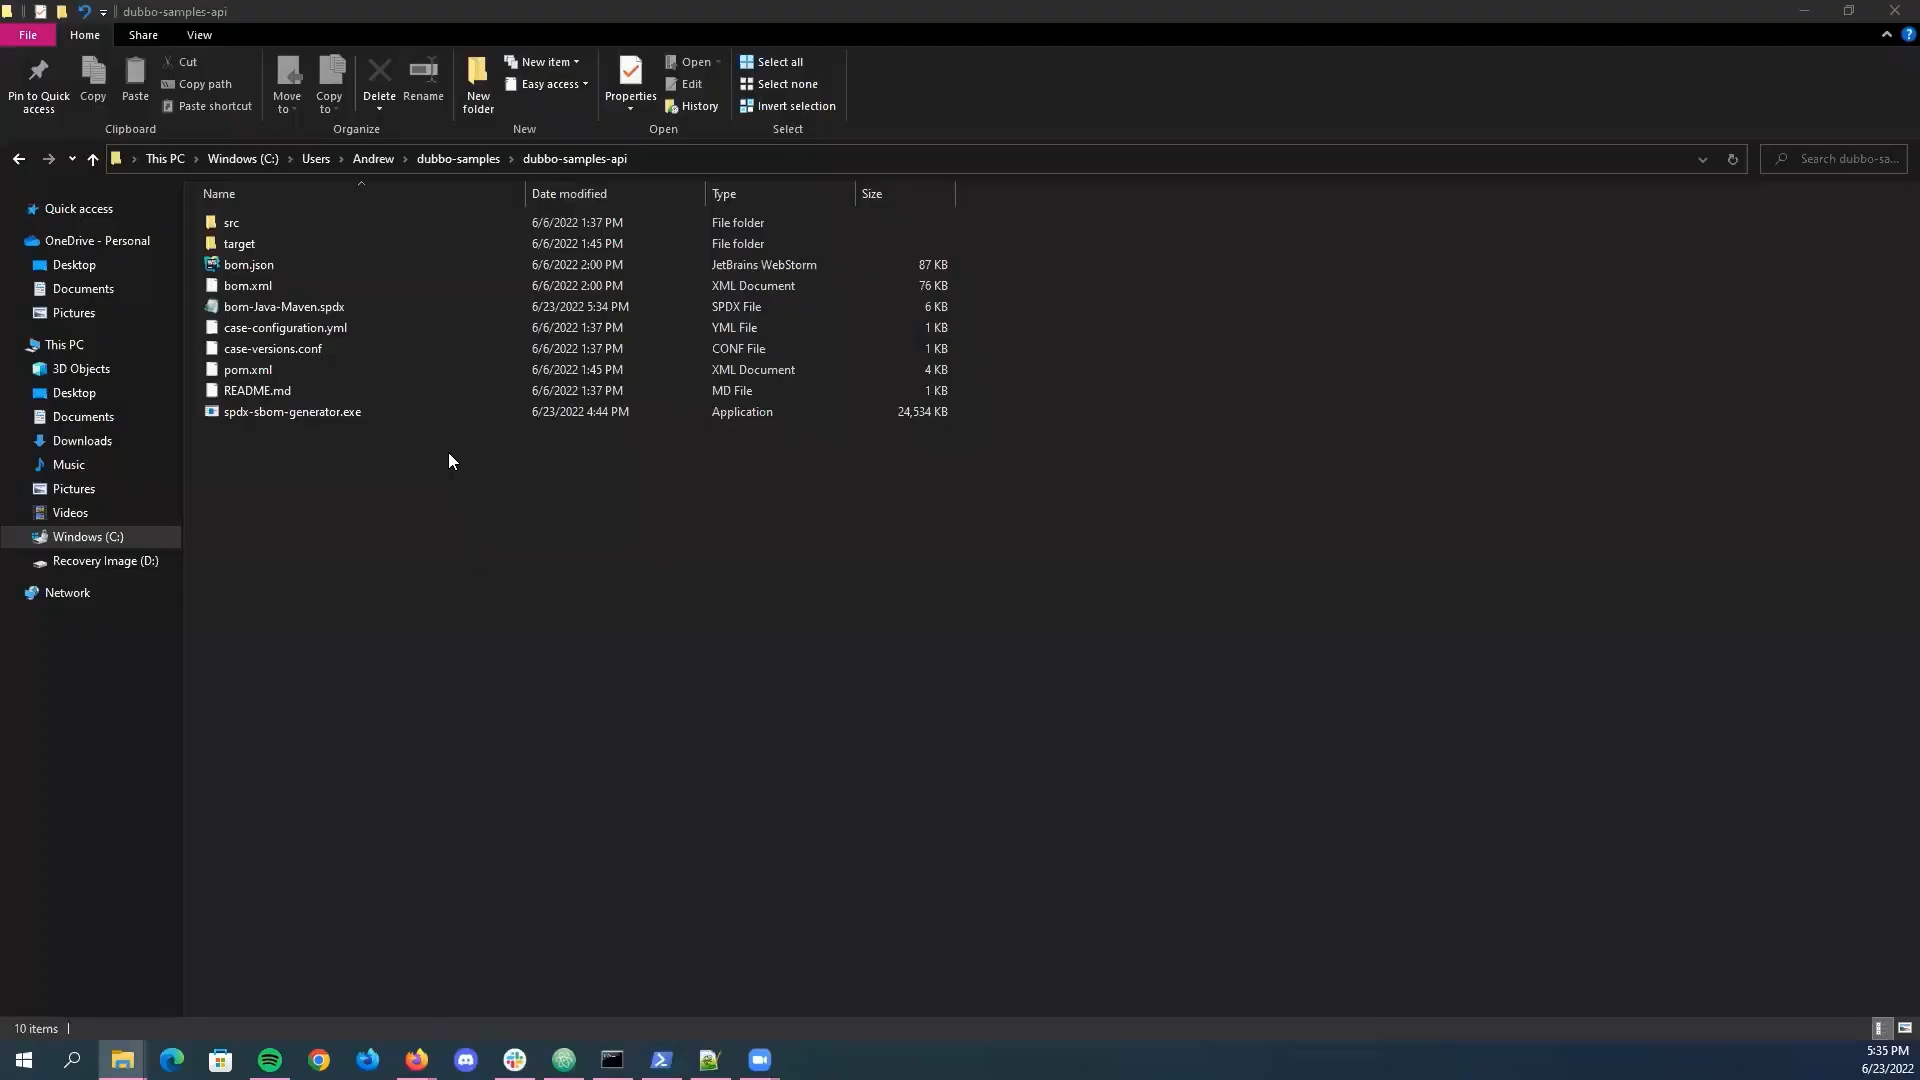 dubbo-samples-api
File Home Share View
Pin to Quick access
Copy
Paste
Cut
Copy path
Paste shortcut
Clipboard
Move to
Copy to
Delete
Rename
Organize
New folder
New item
Easy access
New
Properties
Open
Edit
History
Open
Select all
Select none
Invert selection
Select
This PC Windows (C:) Users Andrew dubbo-samples dubbo-samples-api
Search dubbo-sa...
Quick access
OneDrive - Personal
Desktop
Documents
Pictures
This PC
3D Objects
Desktop
Documents
Downloads
Music
Pictures
Videos
Windows (C:)
Recovery Image (D:)
Network
Name Date modified Type Size
src 6/6/2022 1:37 PM File folder
target 6/6/2022 1:45 PM File folder
bom.json 6/6/2022 2:00 PM JetBrains WebStorm 87 KB
bom.xml 6/6/2022 2:00 PM XML Document 76 KB
bom-Java-Maven.spdx 6/23/2022 5:34 PM SPDX File 6 KB
case-configuration.yml 6/6/2022 1:37 PM YML File 1 KB
case-versions.conf 6/6/2022 1:37 PM CONF File 1 KB
pom.xml 6/6/2022 1:45 PM XML Document 4 KB
README.md 6/6/2022 1:37 PM MD File 1 KB
spdx-sbom-generator.exe 6/23/2022 4:44 PM Application 24,534 KB
10 items
5:35 PM
6/23/2022